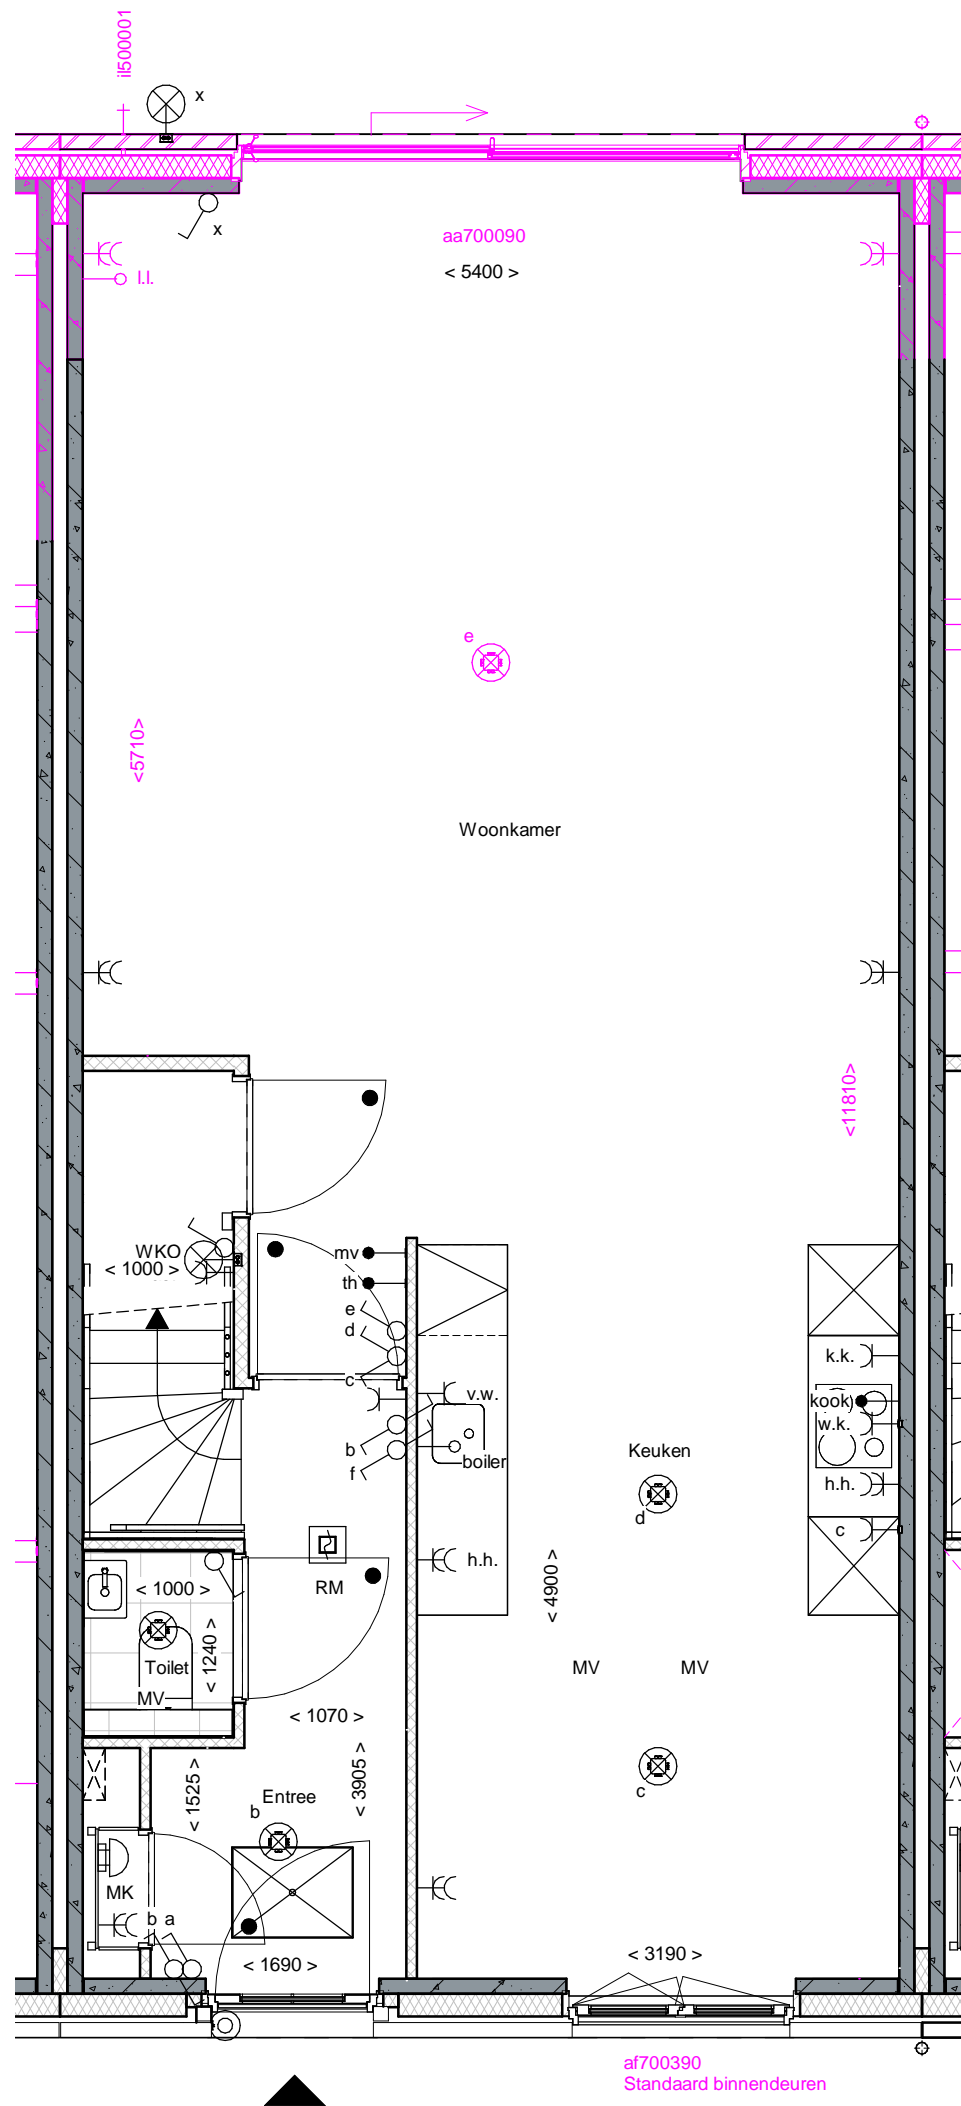 il500001
x
x
aa700090
< 5400 >
l.l.
e
<5710>
Woonkamer
<11810>
WKO
< 1000 >
mv
th
e
d
c
k.k.
kook
w.k.
v.w.
b
f
boiler
Keuken
d
h.h.
c
h.h.
RM
< 1000 >
< 4900 >
< 1240 >
Toilet
MV
MV
MV
< 1070 >
< 1525 >
< 3905 >
Entree
b
c
MK
b a
< 1690 >
< 3190 >
af700390
Standaard binnendeuren